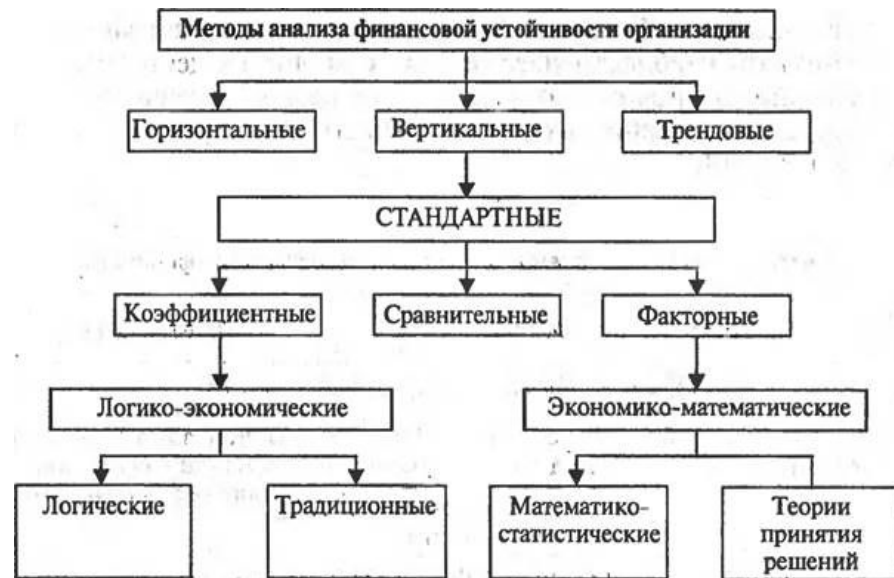 Методы анализа финансовой устойчивости организации
Горизонтальные
Вертикальные
Трендовые
СТАНДАРТНЫЕ
Коэффициентные
Сравнительные
Факторные
Логико-экономические
Экономико-математические
Логические
Традиционные
Математико-
статистические
Теории
принятия
решений